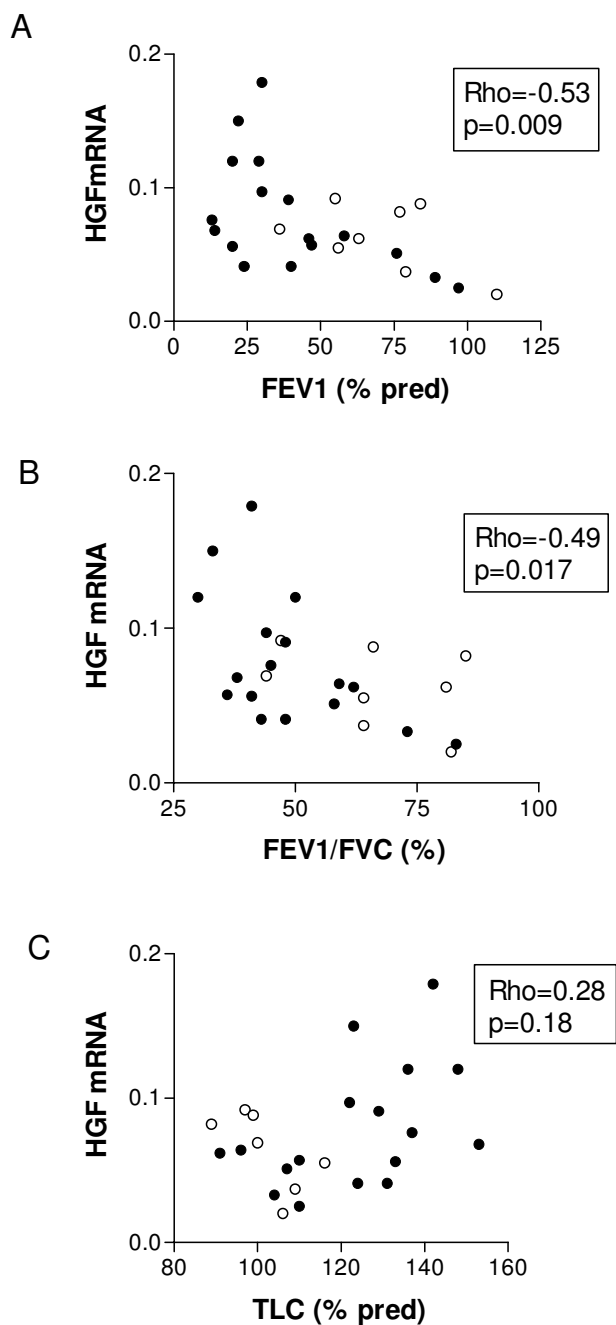 A
0.2
Rho=-0.53
p=0.009
HGFmRNA
0.1
0.0
0 25 50 75 100 125
FEV1 (% pred)
B
0.2
Rho=-0.49
p=0.017
HGF mRNA
0.1
0.0
25 50 75 100
FEV1/FVC (%)
C
0.2
Rho=0.28
p=0.18
HGF mRNA
0.1
0.0
80 100 120 140 160
TLC (% pred)